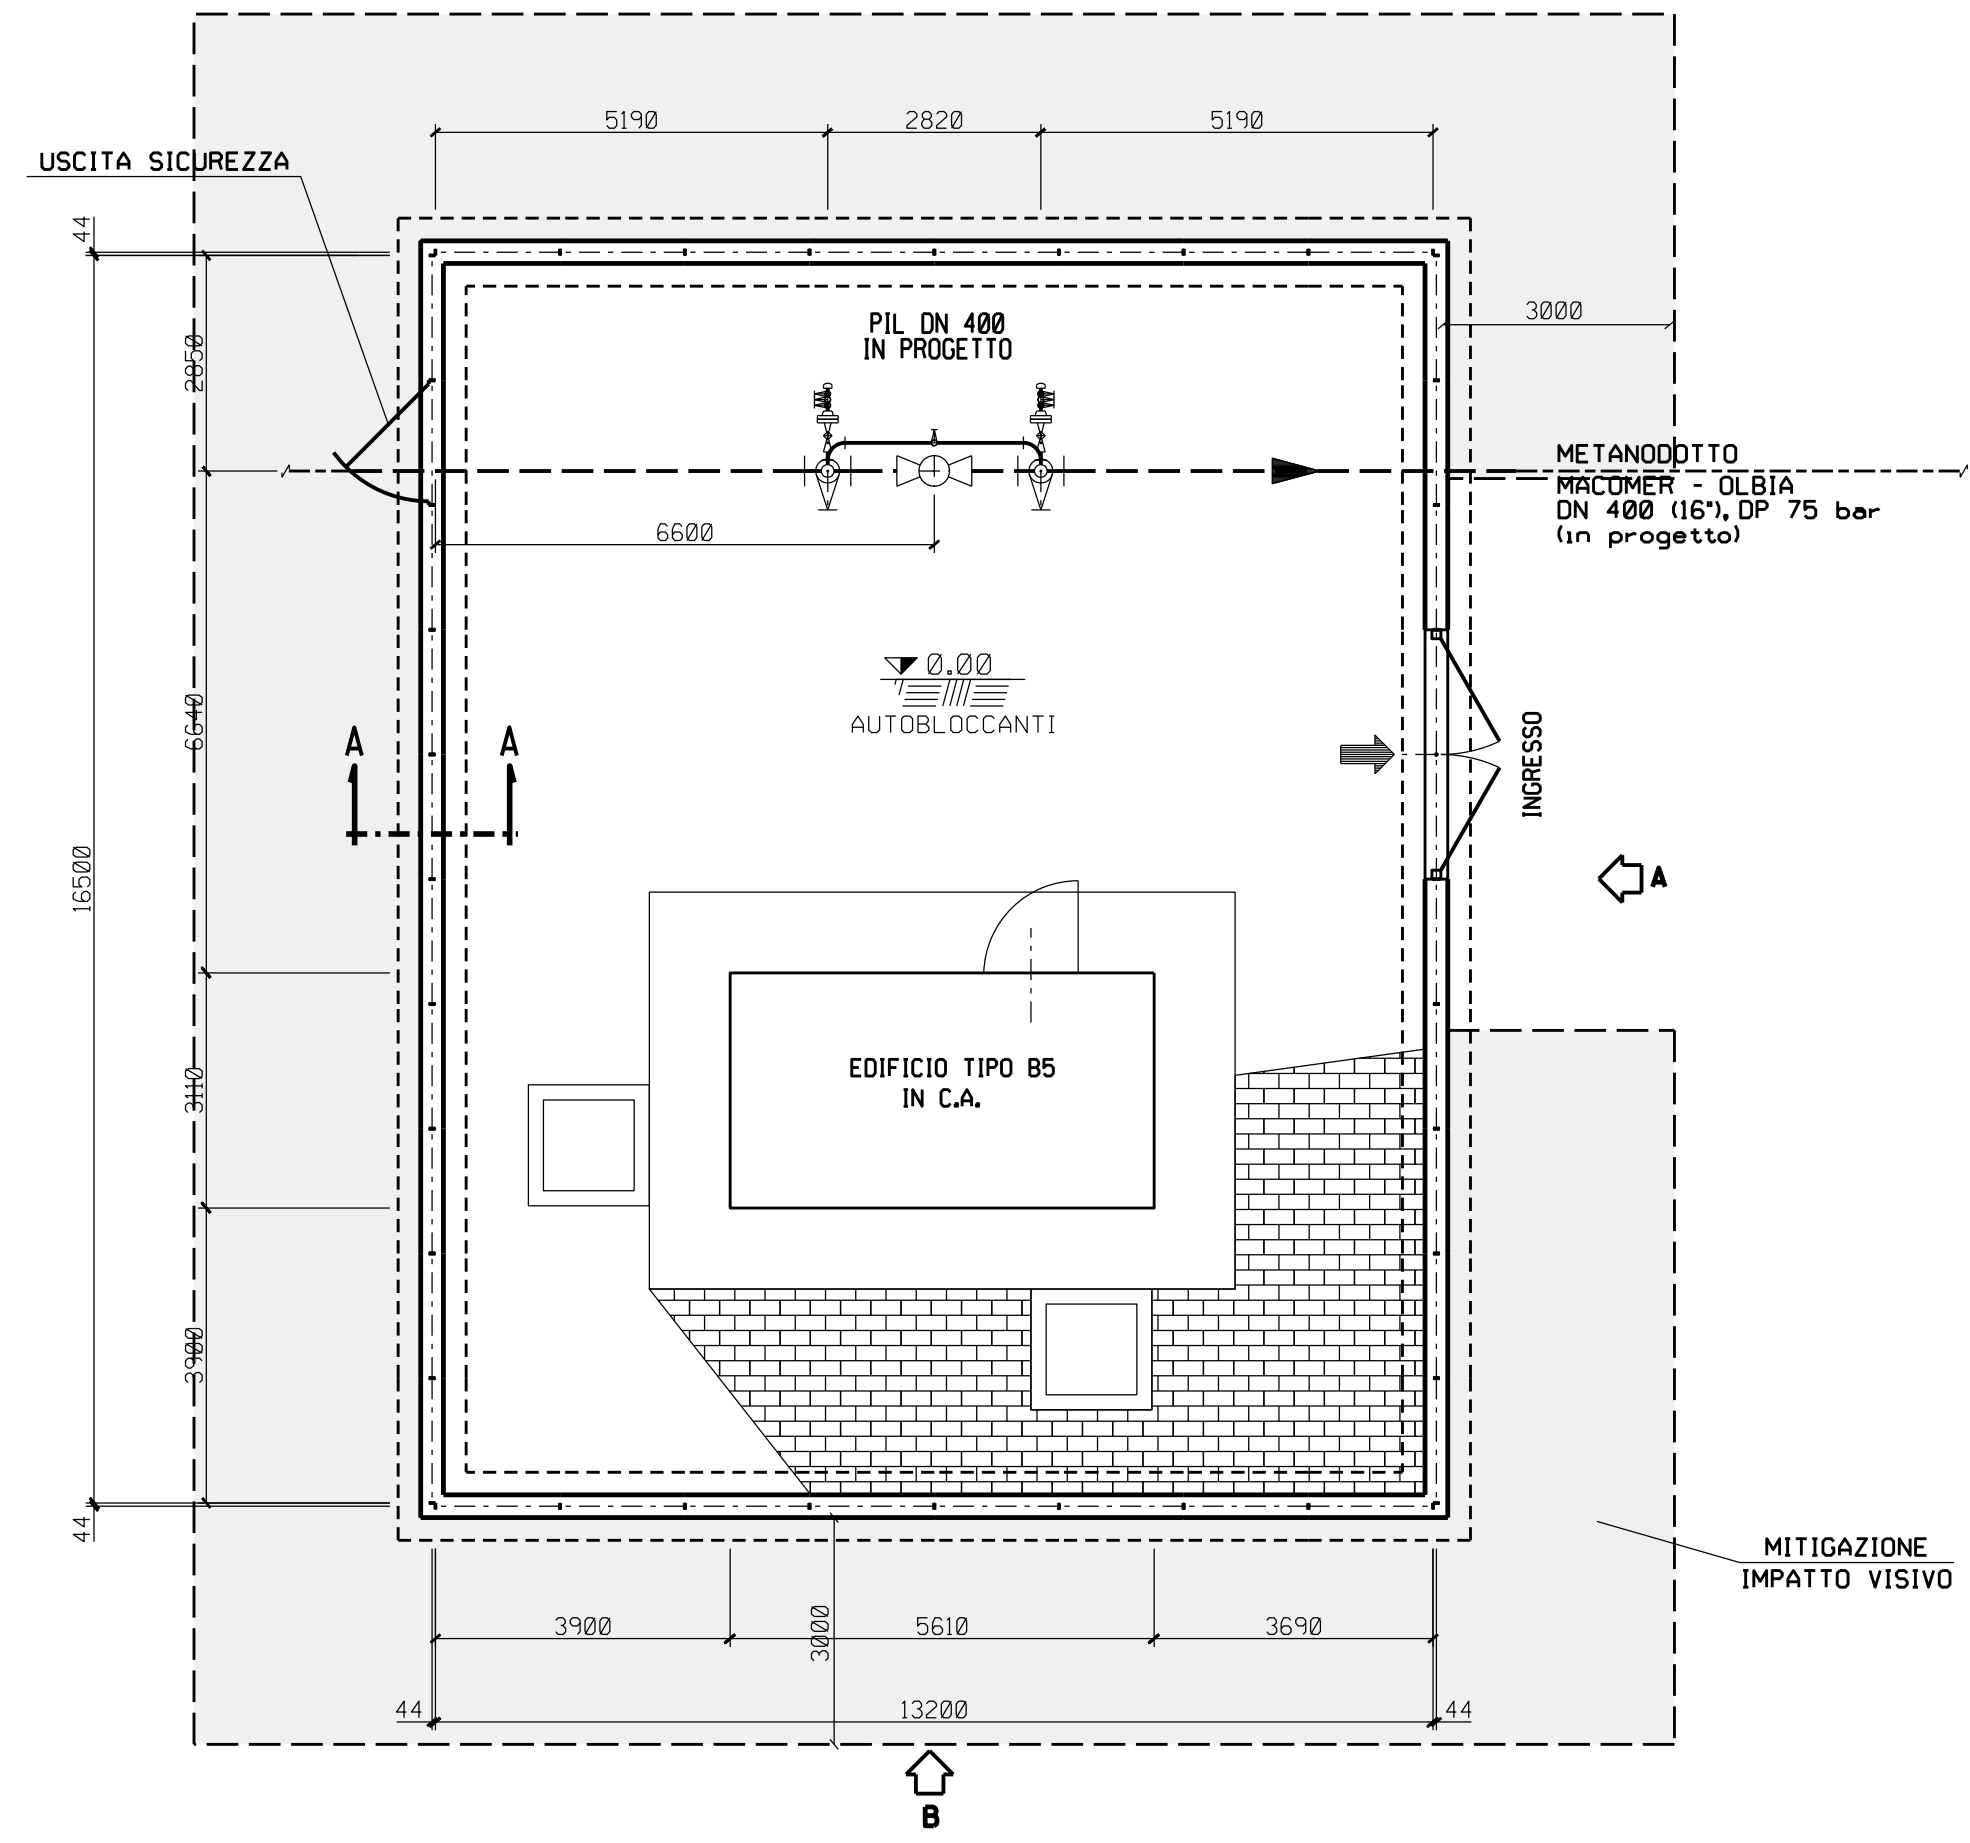 5190 2820 5190
USCITA SICUREZZA
44
3000
PIL DN 400
IN PROGETTO
2850
METANODOTTO
MACOMER - OLBIA
DN 400 (16"), DP 75 bar
(in progetto)
6600
0.00
AUTOBLOCCANTI
6640
A A
INGRESSO
16500
A
EDIFICIO TIPO B5
IN C.A.
3110
3900
44
MITIGAZIONE
IMPATTO VISIVO
3900 5610 3690
3000
44 13200 44
B